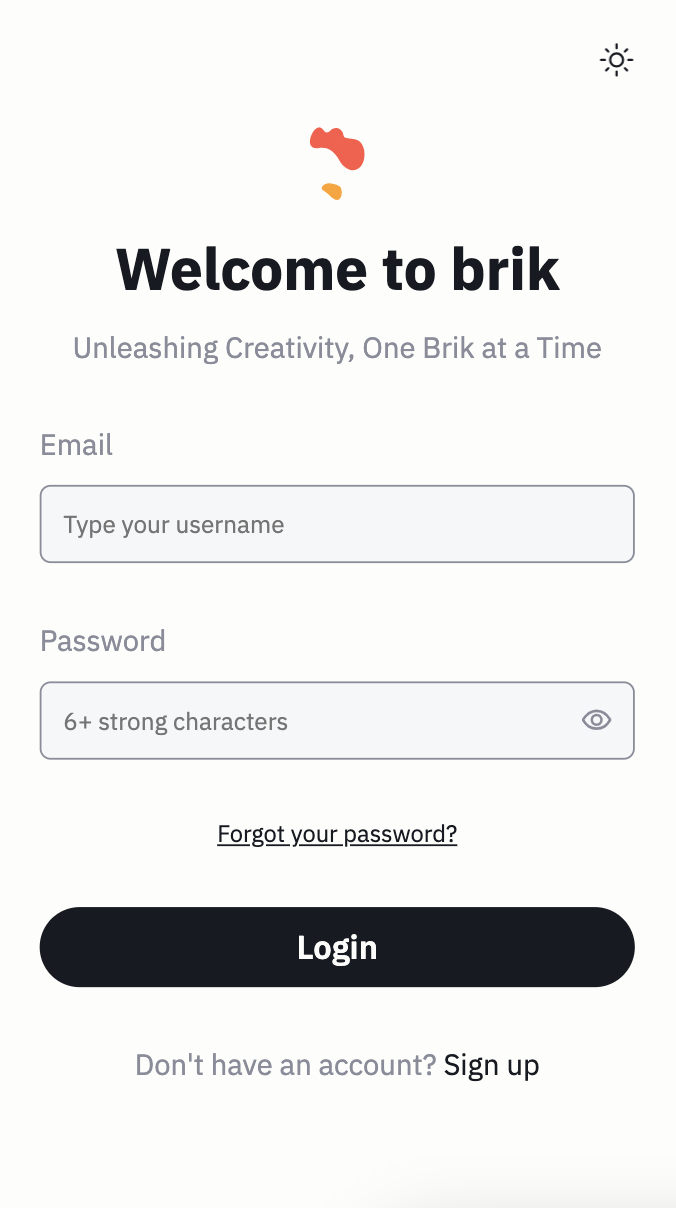 Welcome to brik
Unleashing Creativity, One Brik at a Time
Email
Type your username
Password
6+ strong characters
Forgot your password?
Login
Don't have an account? Sign up